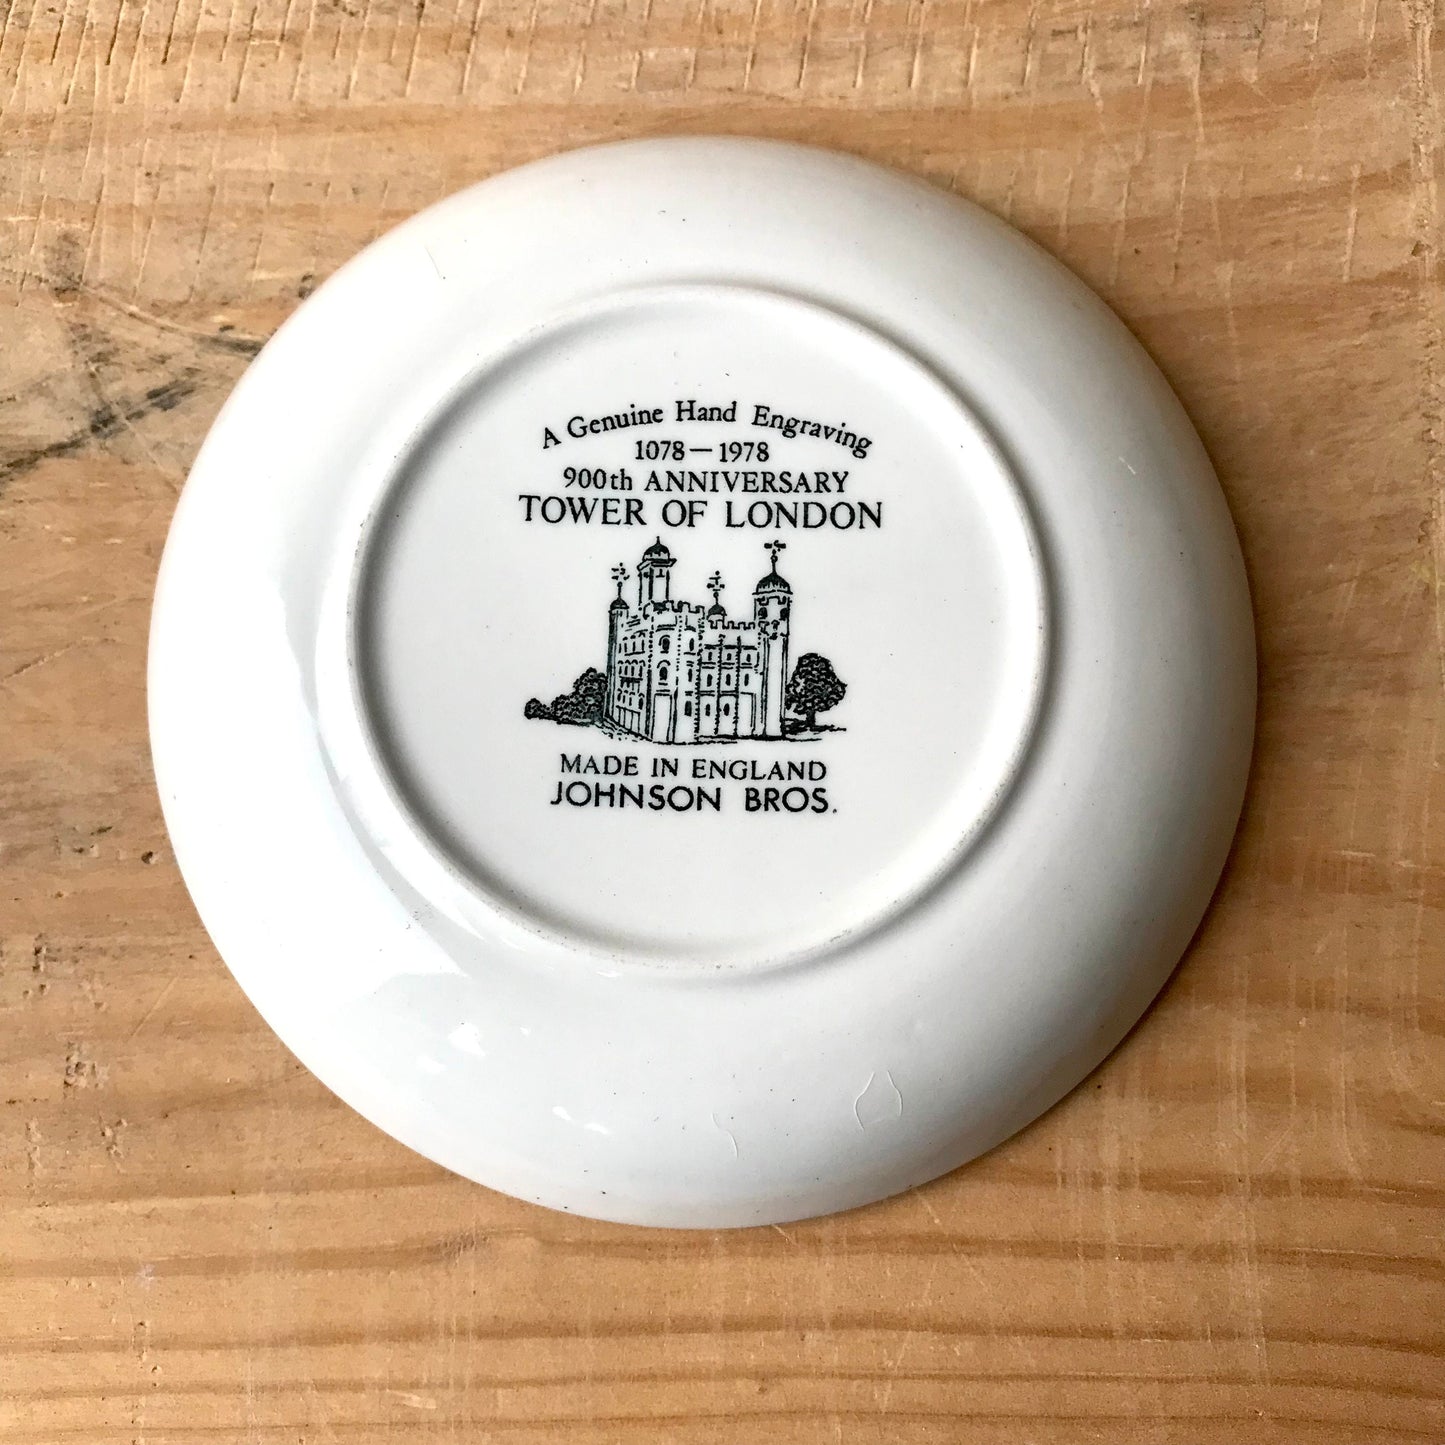 A Genuine Hand Engraving
1078—1978
900th ANNIVERSARY
TOWER OF LONDON
MADE IN ENGLAND
JOHNSON BROS.